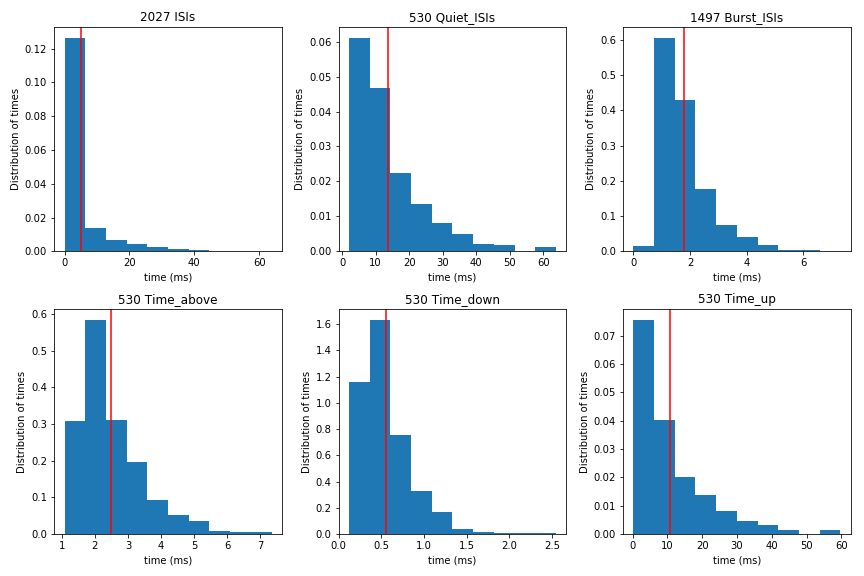 2027 ISIs
530 Quiet_ISIs
1497 Burst_ISIs
Distribution of times
0.12
0.10
0.08
0.06
0.04
0.02
0.00
0 20 40 60
time (ms)
Distribution of times
0.06
0.05
0.04
0.03
0.02
0.01
0.00
0 10 20 30 40 50 60
time (ms)
Distribution of times
0.6
0.5
0.4
0.3
0.2
0.1
0.0
0 2 4 6
time (ms)
530 Time_above
530 Time_down
530 Time_up
Distribution of times
0.6
0.5
0.4
0.3
0.2
0.1
0.0
1 2 3 4 5 6 7
time (ms)
Distribution of times
1.6
1.4
1.2
1.0
0.8
0.6
0.4
0.2
0.0
0.0 0.5 1.0 1.5 2.0 2.5
time (ms)
Distribution of times
0.07
0.06
0.05
0.04
0.03
0.02
0.01
0.00
0 10 20 30 40 50 60
time (ms)